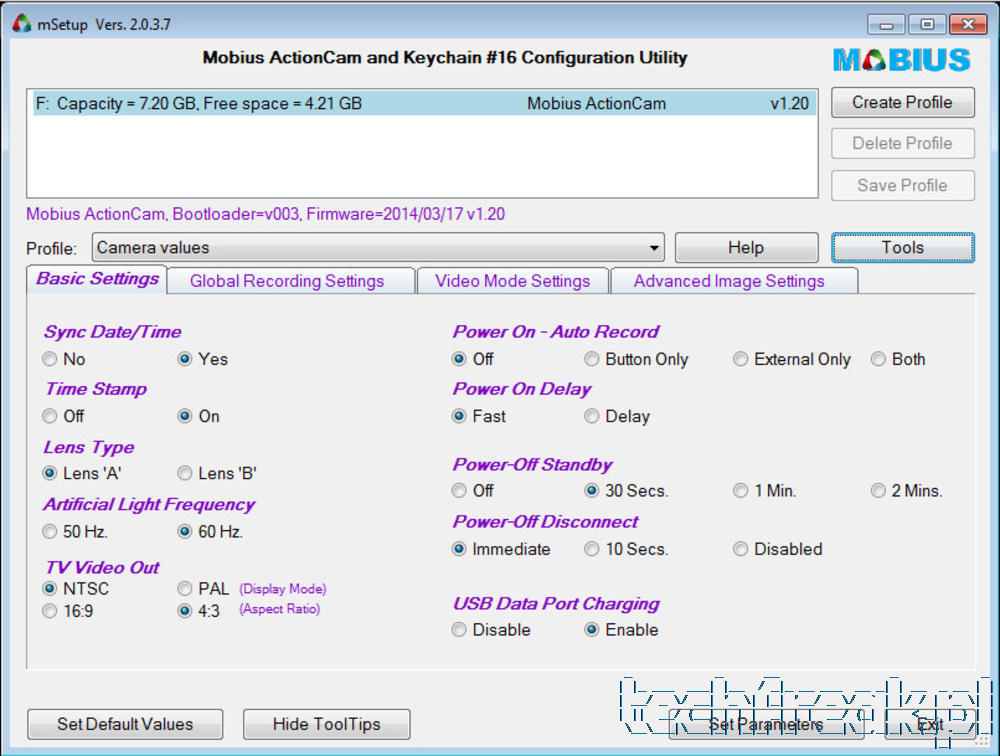 mSetup Vers. 2.0.3.7
Mobius ActionCam and Keychain #16 Configuration Utility
MOBIUS
F: Capacity = 7.20 GB, Free space = 4.21 GB Mobius ActionCam v1.20
Create Profile
Delete Profile
Save Profile
Mobius ActionCam, Bootloader=v003, Firmware=2014/03/17 v1.20
Profile: Camera values Help Tools
Basic Settings Global Recording Settings Video Mode Settings Advanced Image Settings
Sync Date/Time
No Yes
Time Stamp
Off On
Lens Type
Lens 'A' Lens 'B'
Artificial Light Frequency
50 Hz. 60 Hz.
TV Video Out
NTSC PAL (Display Mode)
16:9 4:3 (Aspect Ratio)
Power On - Auto Record
Off Button Only External Only Both
Power On Delay
Fast Delay
Power-Off Standby
Off 30 Secs. 1 Min. 2 Mins.
Power-Off Disconnect
Immediate 10 Secs. Disabled
USB Data Port Charging
Disable Enable
Set Default Values Hide ToolTips Set Parameters Exit